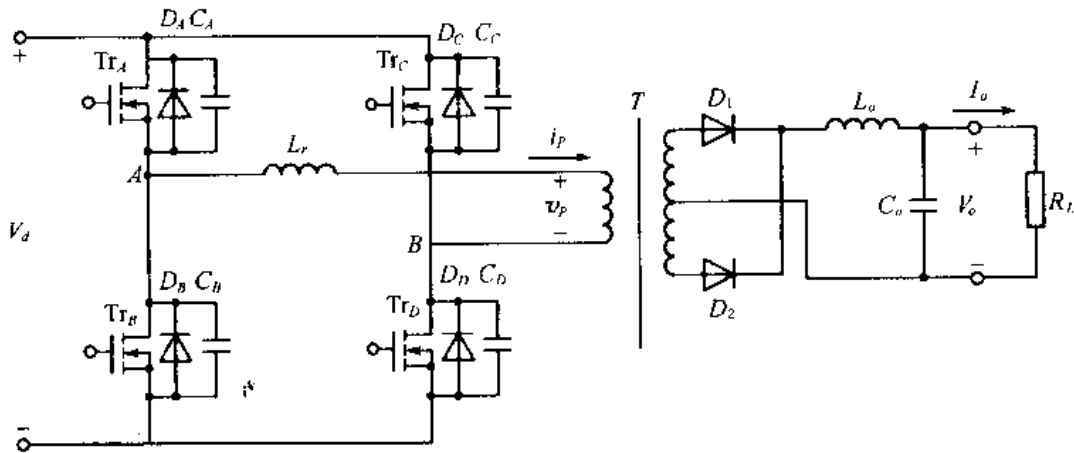 D_A C_A
D_C C_C
+
Tr_A
Tr_C
T
D_1
L_o
I_o
L_r
i_P
A
+
+
V_d
v_P
C_o
V_o
R_L
−
B
D_B C_B
D_D C_D
−
D_2
Tr_B
Tr_D
−